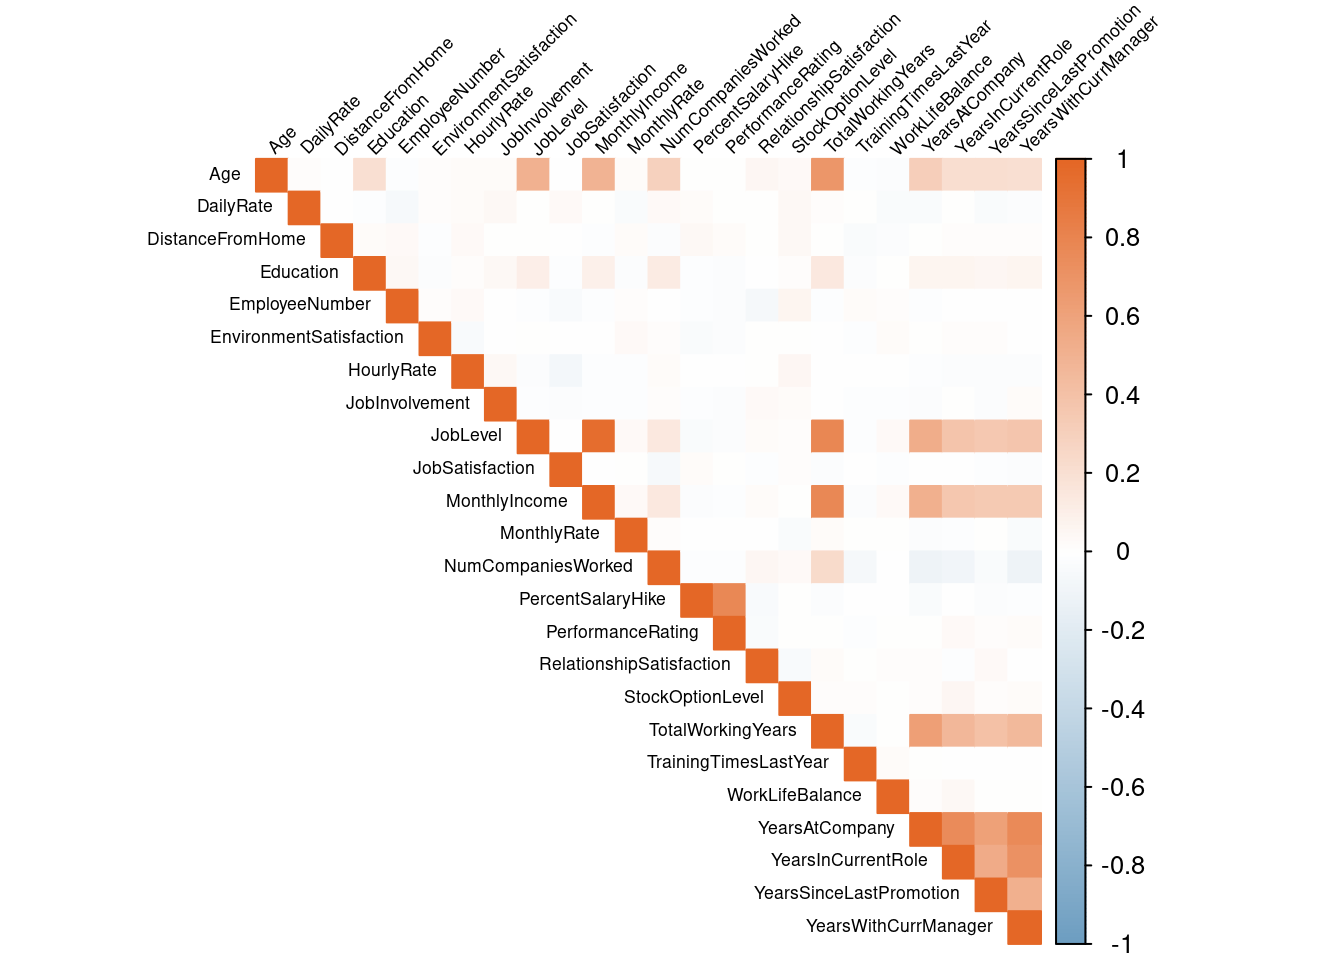 Age
DailyRate
DistanceFromHome
Education
EmployeeNumber
EnvironmentSatisfaction
HourlyRate
JobInvolvement
JobLevel
JobSatisfaction
MonthlyIncome
MonthlyRate
NumCompaniesWorked
PercentSalaryHike
PerformanceRating
RelationshipSatisfaction
StockOptionLevel
TotalWorkingYears
TrainingTimesLastYear
WorkLifeBalance
YearsAtCompany
YearsInCurrentRole
YearsSinceLastPromotion
YearsWithCurrManager
Age
DailyRate
DistanceFromHome
Education
EmployeeNumber
EnvironmentSatisfaction
HourlyRate
JobInvolvement
JobLevel
JobSatisfaction
MonthlyIncome
MonthlyRate
NumCompaniesWorked
PercentSalaryHike
PerformanceRating
RelationshipSatisfaction
StockOptionLevel
TotalWorkingYears
TrainingTimesLastYear
WorkLifeBalance
YearsAtCompany
YearsInCurrentRole
YearsSinceLastPromotion
YearsWithCurrManager
1
0.8
0.6
0.4
0.2
0
-0.2
-0.4
-0.6
-0.8
-1